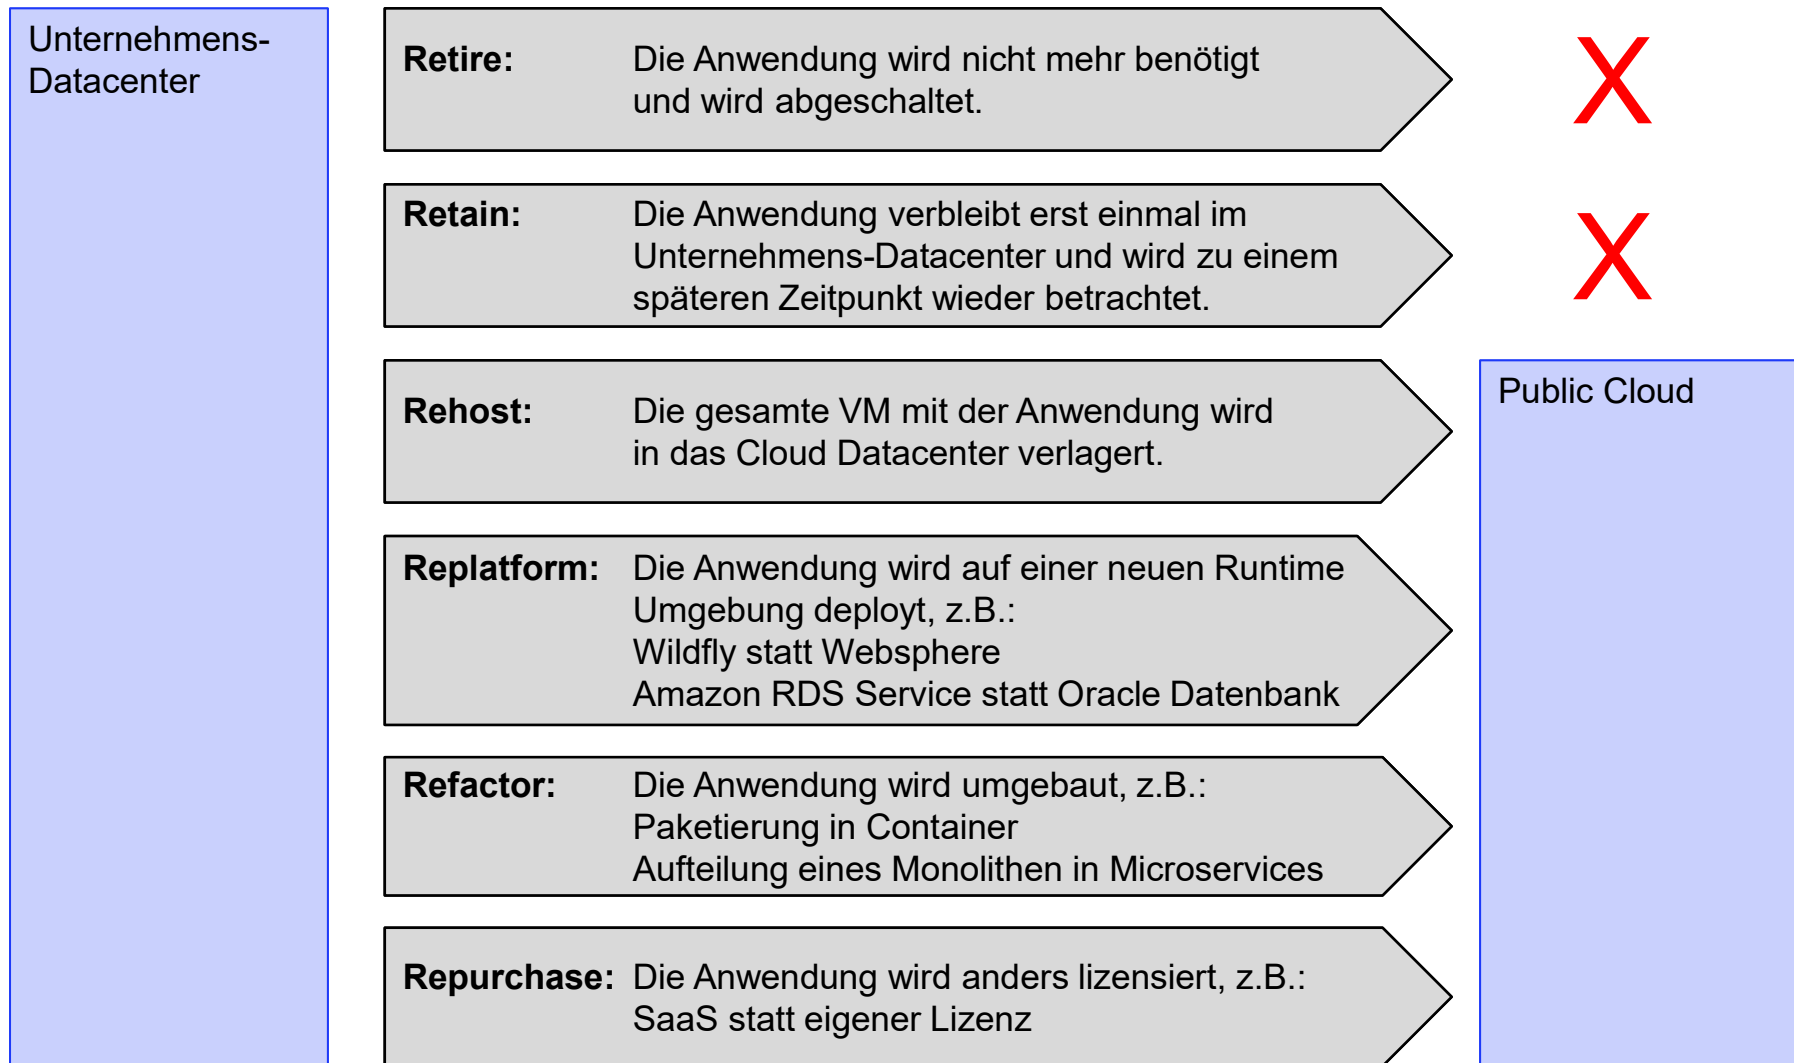 Unternehmens-
Datacenter
Retire: Die Anwendung wird nicht mehr benötigt
und wird abgeschaltet.
X
Retain: Die Anwendung verbleibt erst einmal im
Unternehmens-Datacenter und wird zu einem
späteren Zeitpunkt wieder betrachtet.
X
Public Cloud
Rehost: Die gesamte VM mit der Anwendung wird
in das Cloud Datacenter verlagert.
Replatform: Die Anwendung wird auf einer neuen Runtime
Umgebung deployt, z.B.:
Wildfly statt Websphere
Amazon RDS Service statt Oracle Datenbank
Refactor: Die Anwendung wird umgebaut, z.B.:
Paketierung in Container
Aufteilung eines Monolithen in Microservices
Repurchase: Die Anwendung wird anders lizensiert, z.B.:
SaaS statt eigener Lizenz